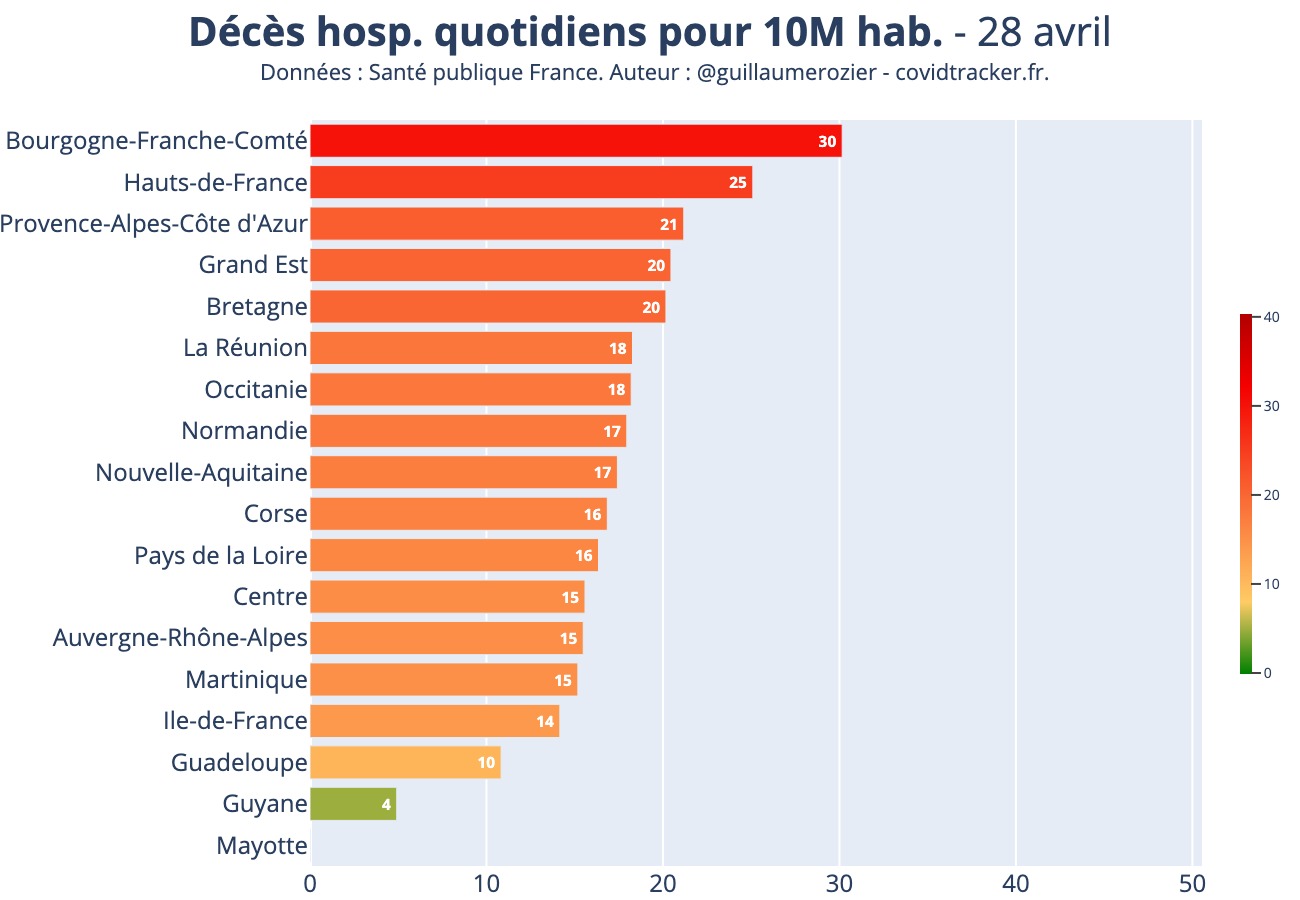 Décès hosp. quotidiens pour 10M hab. - 28 avril
Données : Santé publique France. Auteur : @guillaumerozier - covidtracker.fr.
Bourgogne-Franche-Comté 30
Hauts-de-France 25
Provence-Alpes-Côte d'Azur 21
Grand Est 20
Bretagne 20
La Réunion 18
Occitanie 18
Normandie 17
Nouvelle-Aquitaine 17
Corse 16
Pays de la Loire 16
Centre 15
Auvergne-Rhône-Alpes 15
Martinique 15
Ile-de-France 14
Guadeloupe 10
Guyane 4
Mayotte
0 10 20 30 40 50
40
30
20
10
0